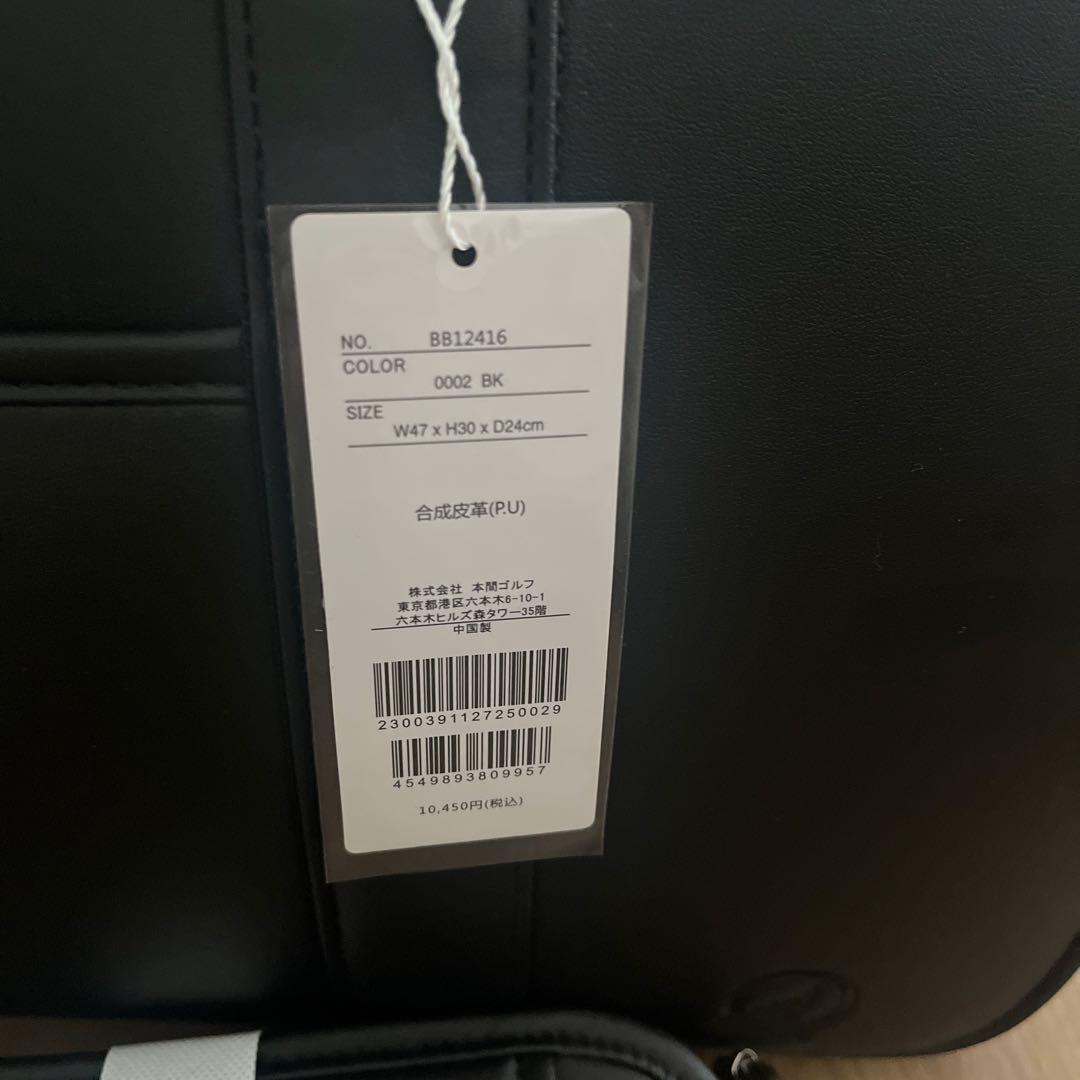 NO. BB12416
COLOR
0002 BK
SIZE
W47 x H30 x D24cm
合成皮革(P.U)
株式会社 本間ゴルフ
東京都港区六本木6-10-1
六本木ヒルズ森タワー35階
中国製
2300391127250029
4549893809957
10,450円(税込)